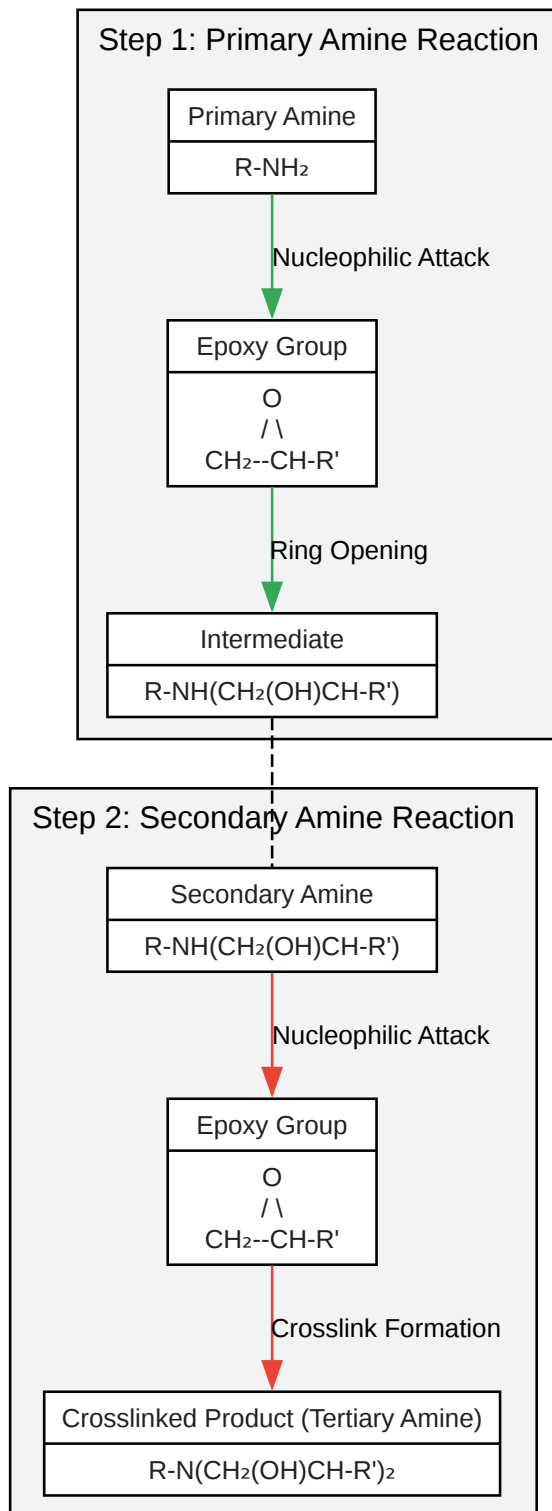 Step 1: Primary Amine Reaction
Primary Amine
R-NH₂
Nucleophilic Attack
Epoxy Group
O
/ \
CH₂--CH-R'
Ring Opening
Intermediate
R-NH(CH₂(OH)CH-R')
Step 2: Secondary Amine Reaction
Secondary Amine
R-NH(CH₂(OH)CH-R')
Nucleophilic Attack
Epoxy Group
O
/ \
CH₂--CH-R'
Crosslink Formation
Crosslinked Product (Tertiary Amine)
R-N(CH₂(OH)CH-R')₂